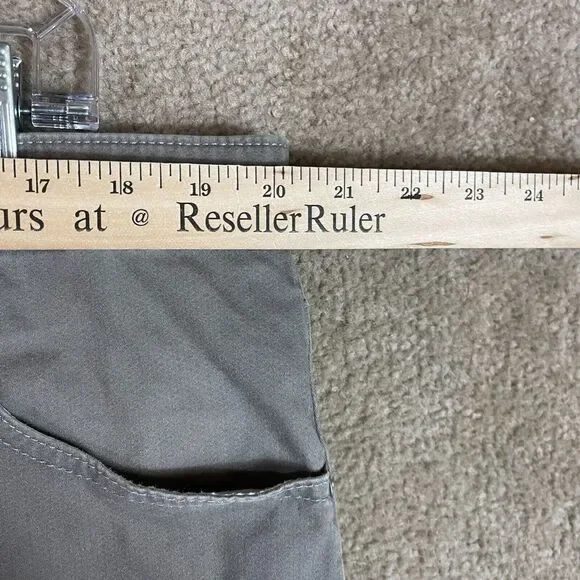 17 18 19 20 21 22 23 24
urs at @ ResellerRuler